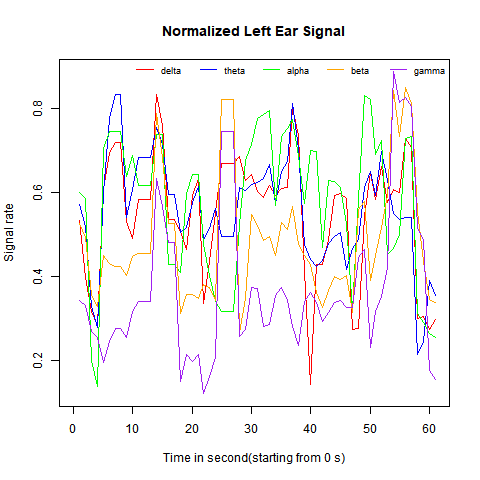 Normalized Left Ear Signal
delta theta alpha beta gamma
Signal rate
0.8
0.6
0.4
0.2
0 10 20 30 40 50 60
Time in second(starting from 0 s)